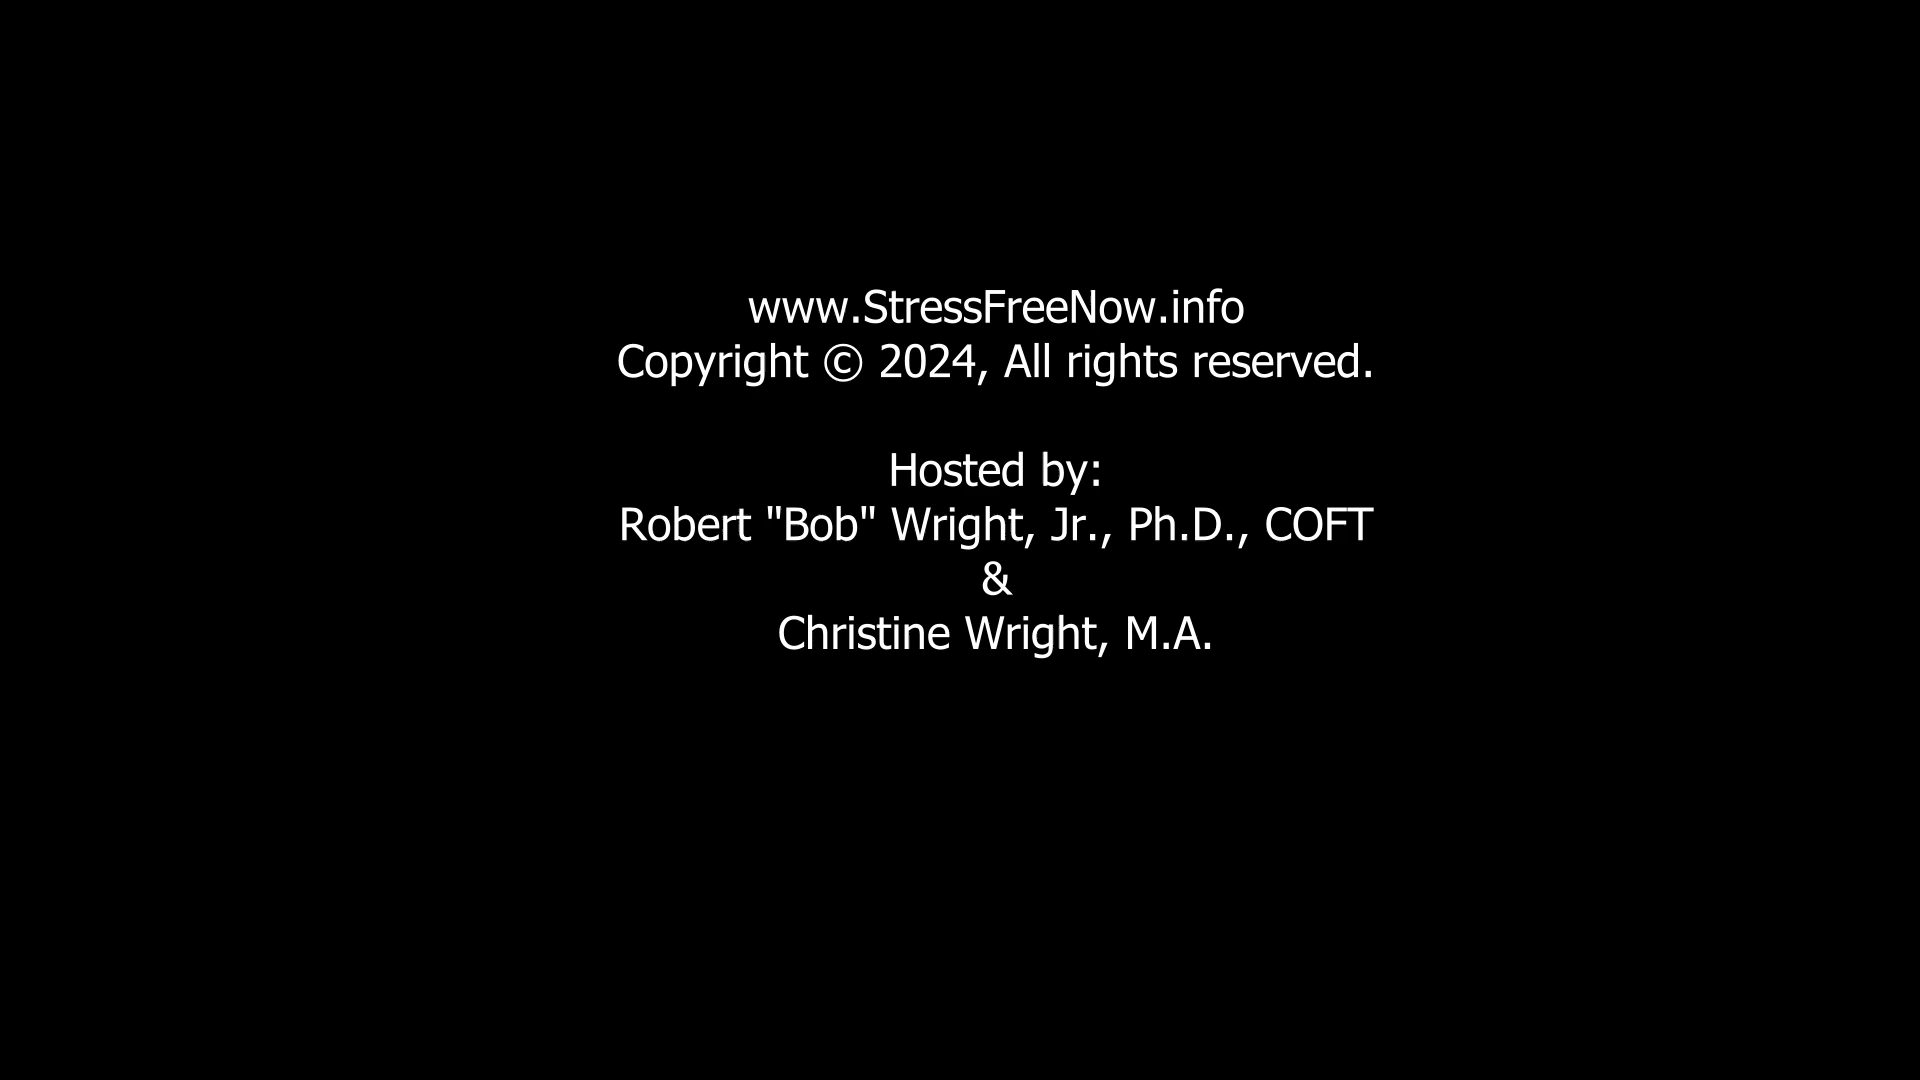 www.StressFreeNow.info
Copyright © 2024, All rights reserved.
Hosted by:
Robert "Bob" Wright, Jr., Ph.D., COFT
&
Christine Wright, M.A.